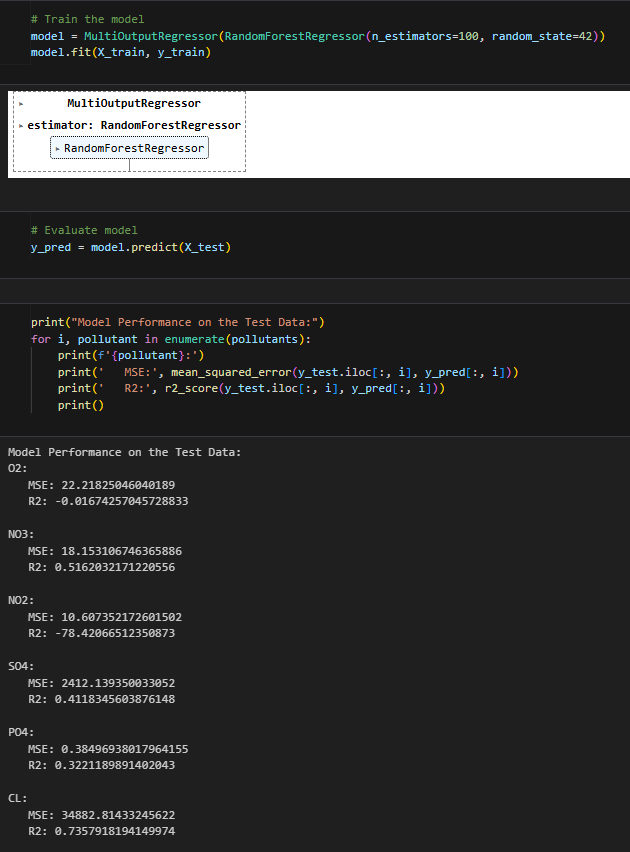 # Train the model
model = MultiOutputRegressor(RandomForestRegressor(n_estimators=100, random_state=42))
model.fit(X_train, y_train)
MultiOutputRegressor
estimator: RandomForestRegressor
RandomForestRegressor
# Evaluate model
y_pred = model.predict(X_test)
print("Model Performance on the Test Data:")
for i, pollutant in enumerate(pollutants):
    print(f'{pollutant}:')
    print('   MSE:', mean_squared_error(y_test.iloc[:, i], y_pred[:, i]))
    print('   R2:', r2_score(y_test.iloc[:, i], y_pred[:, i]))
    print()
Model Performance on the Test Data:
O2:
   MSE: 22.21825046040189
   R2: -0.01674257045728833
NO3:
   MSE: 18.153106746365886
   R2: 0.5162032171220556
NO2:
   MSE: 10.607352172601502
   R2: -78.42066512350873
SO4:
   MSE: 2412.139350033052
   R2: 0.4118345603876148
PO4:
   MSE: 0.38496938017964155
   R2: 0.3221189891402043
CL:
   MSE: 34882.81433245622
   R2: 0.7357918194149974